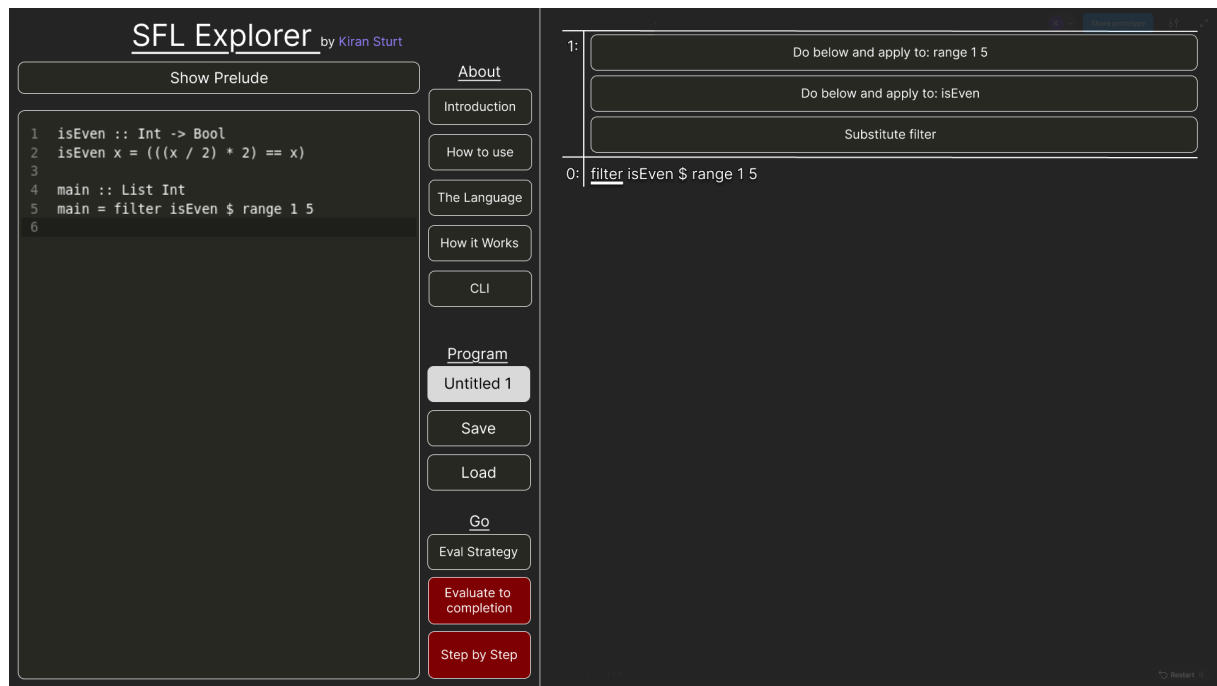 SFL Explorer by Kiran Sturt
Show Prelude
1 isEven :: Int -> Bool
2 isEven x = (((x / 2) * 2) == x)
3
4 main :: List Int
5 main = filter isEven $ range 1 5
6
About
Introduction
How to use
The Language
How it Works
CLI
Program
Untitled 1
Save
Load
Go
Eval Strategy
Evaluate to
completion
Step by Step
1:
Do below and apply to: range 1 5
Do below and apply to: isEven
Substitute filter
0: filter isEven $ range 1 5
Share prototype
Restart